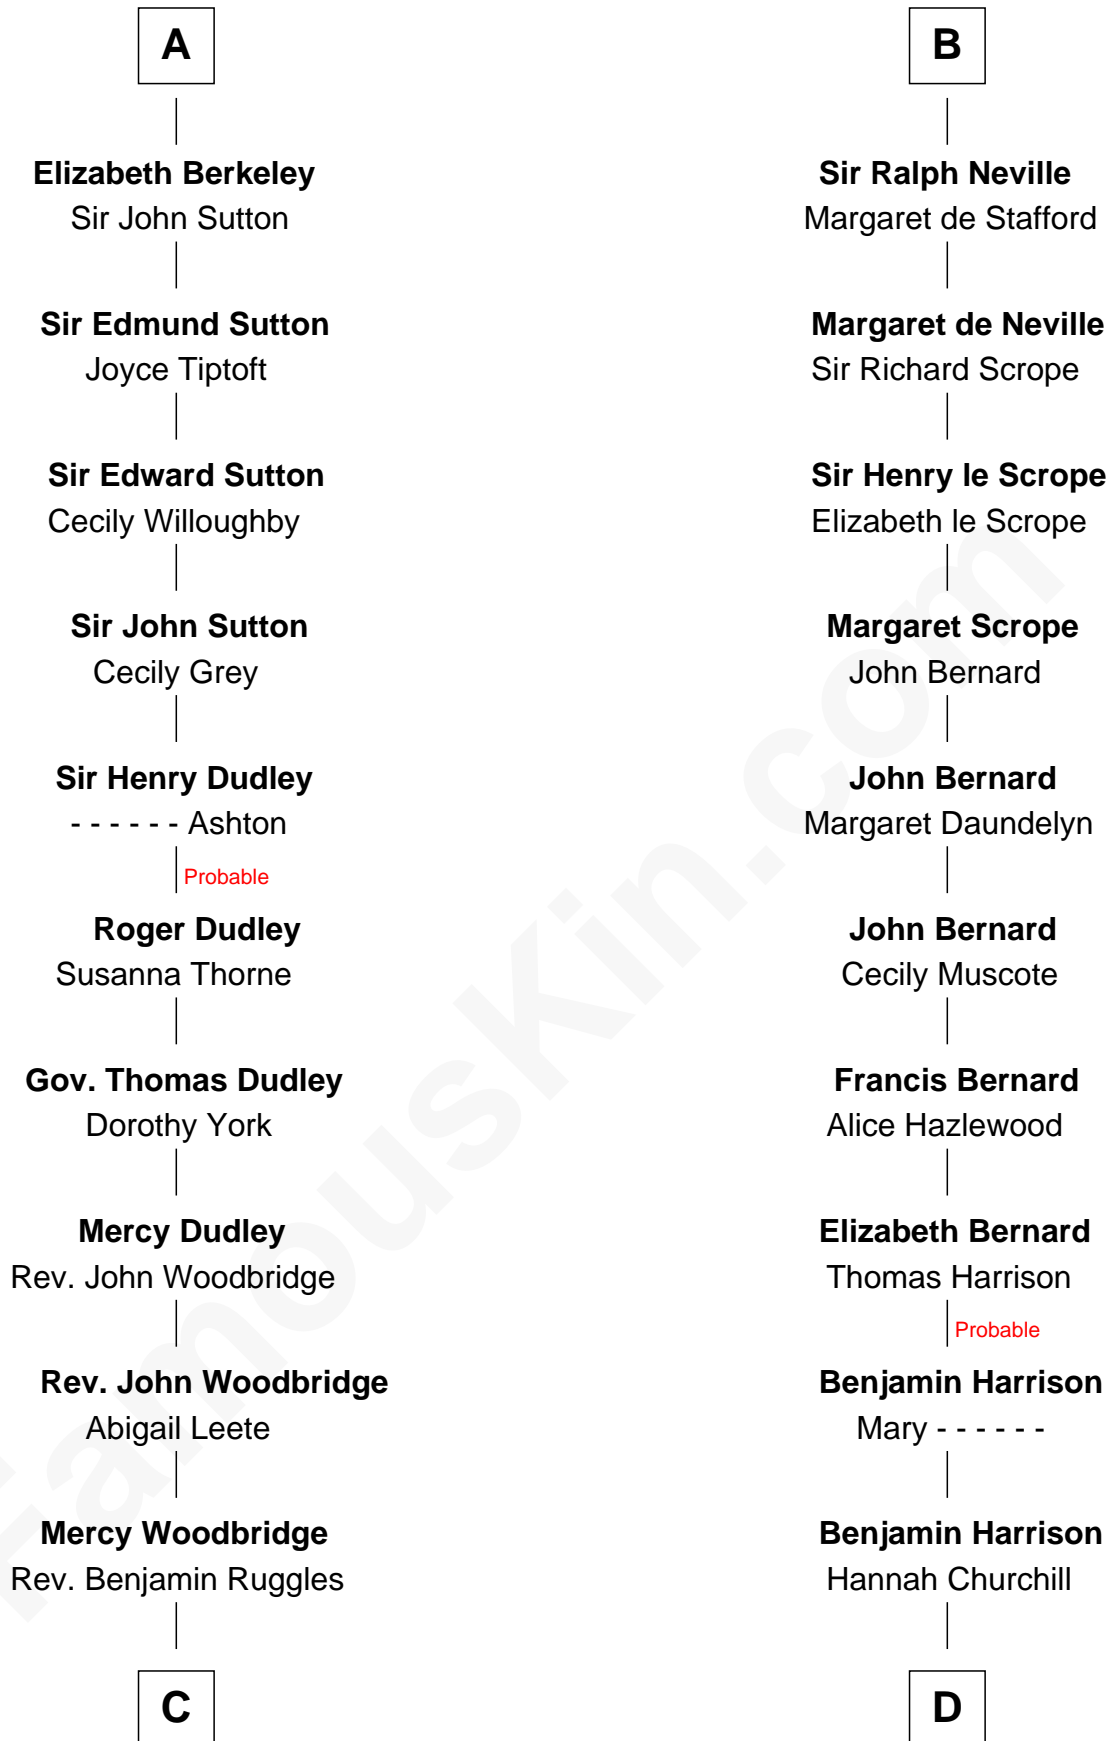 A
Elizabeth Berkeley
Sir John Sutton
Sir Edmund Sutton
Joyce Tiptoft
Sir Edward Sutton
Cecily Willoughby
Sir John Sutton
Cecily Grey
Sir Henry Dudley
- - - - - - Ashton
Probable
Roger Dudley
Susanna Thorne
Gov. Thomas Dudley
Dorothy York
Mercy Dudley
Rev. John Woodbridge
Rev. John Woodbridge
Abigail Leete
Mercy Woodbridge
Rev. Benjamin Ruggles
C
B
Sir Ralph Neville
Margaret de Stafford
Margaret de Neville
Sir Richard Scrope
Sir Henry le Scrope
Elizabeth le Scrope
Margaret Scrope
John Bernard
John Bernard
Margaret Daundelyn
John Bernard
Cecily Muscote
Francis Bernard
Alice Hazlewood
Elizabeth Bernard
Thomas Harrison
Probable
Benjamin Harrison
Mary - - - - - -
Benjamin Harrison
Hannah Churchill
D
FamousKin.com